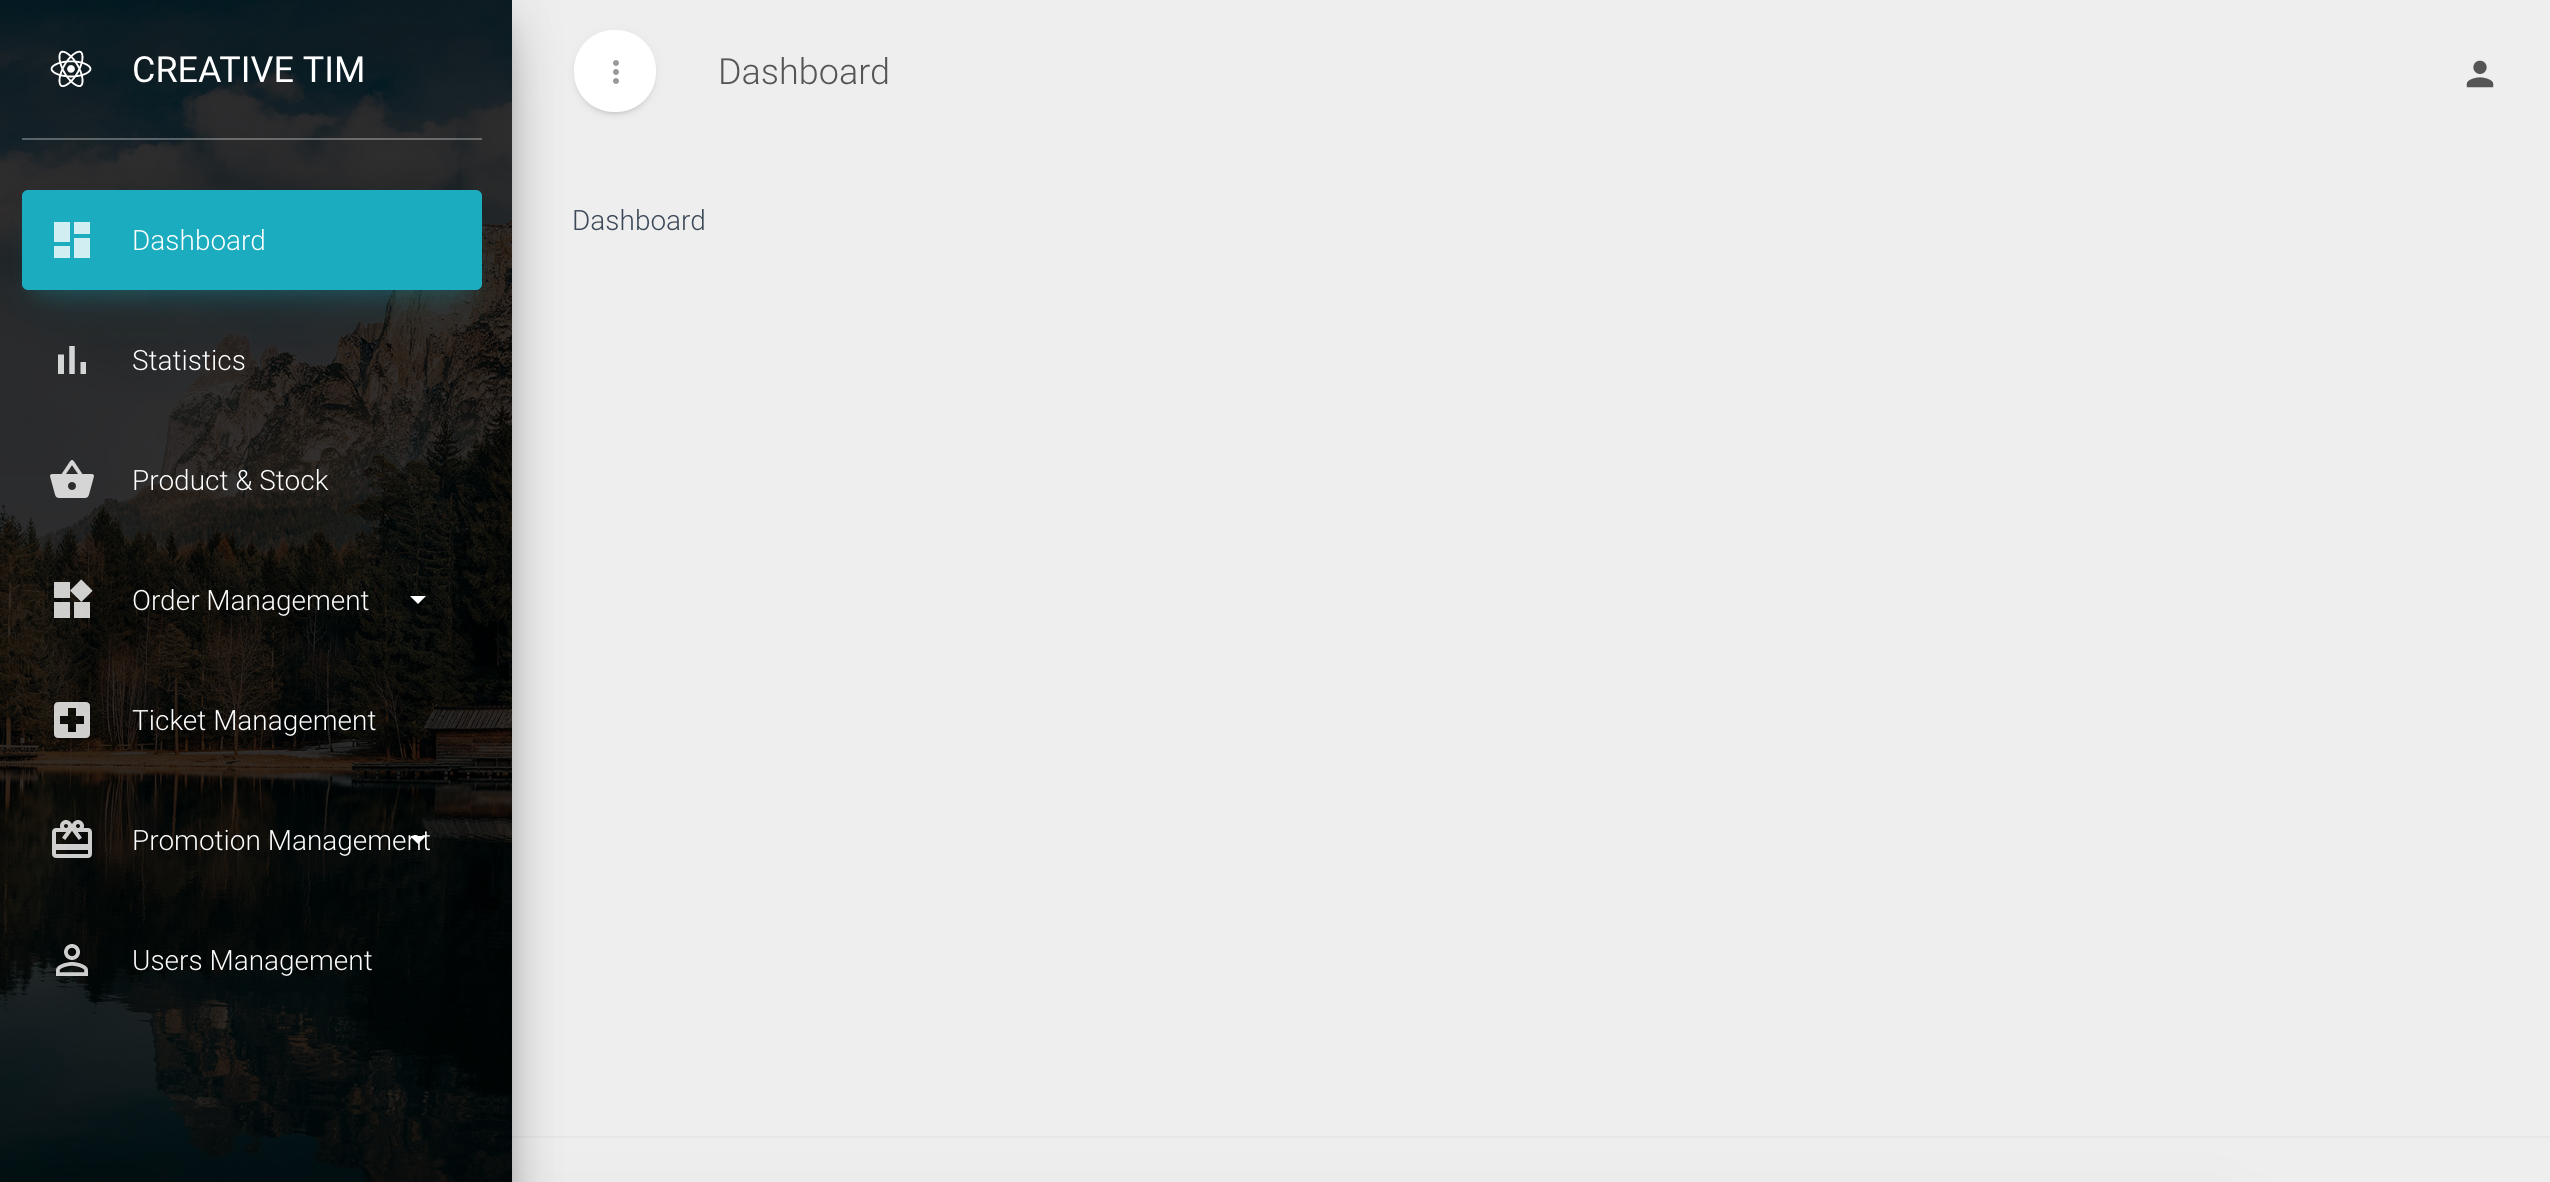 CREATIVE TIM
Dashboard
Dashboard
Dashboard
Statistics
Product & Stock
Order Management
Ticket Management
Promotion Management
Users Management